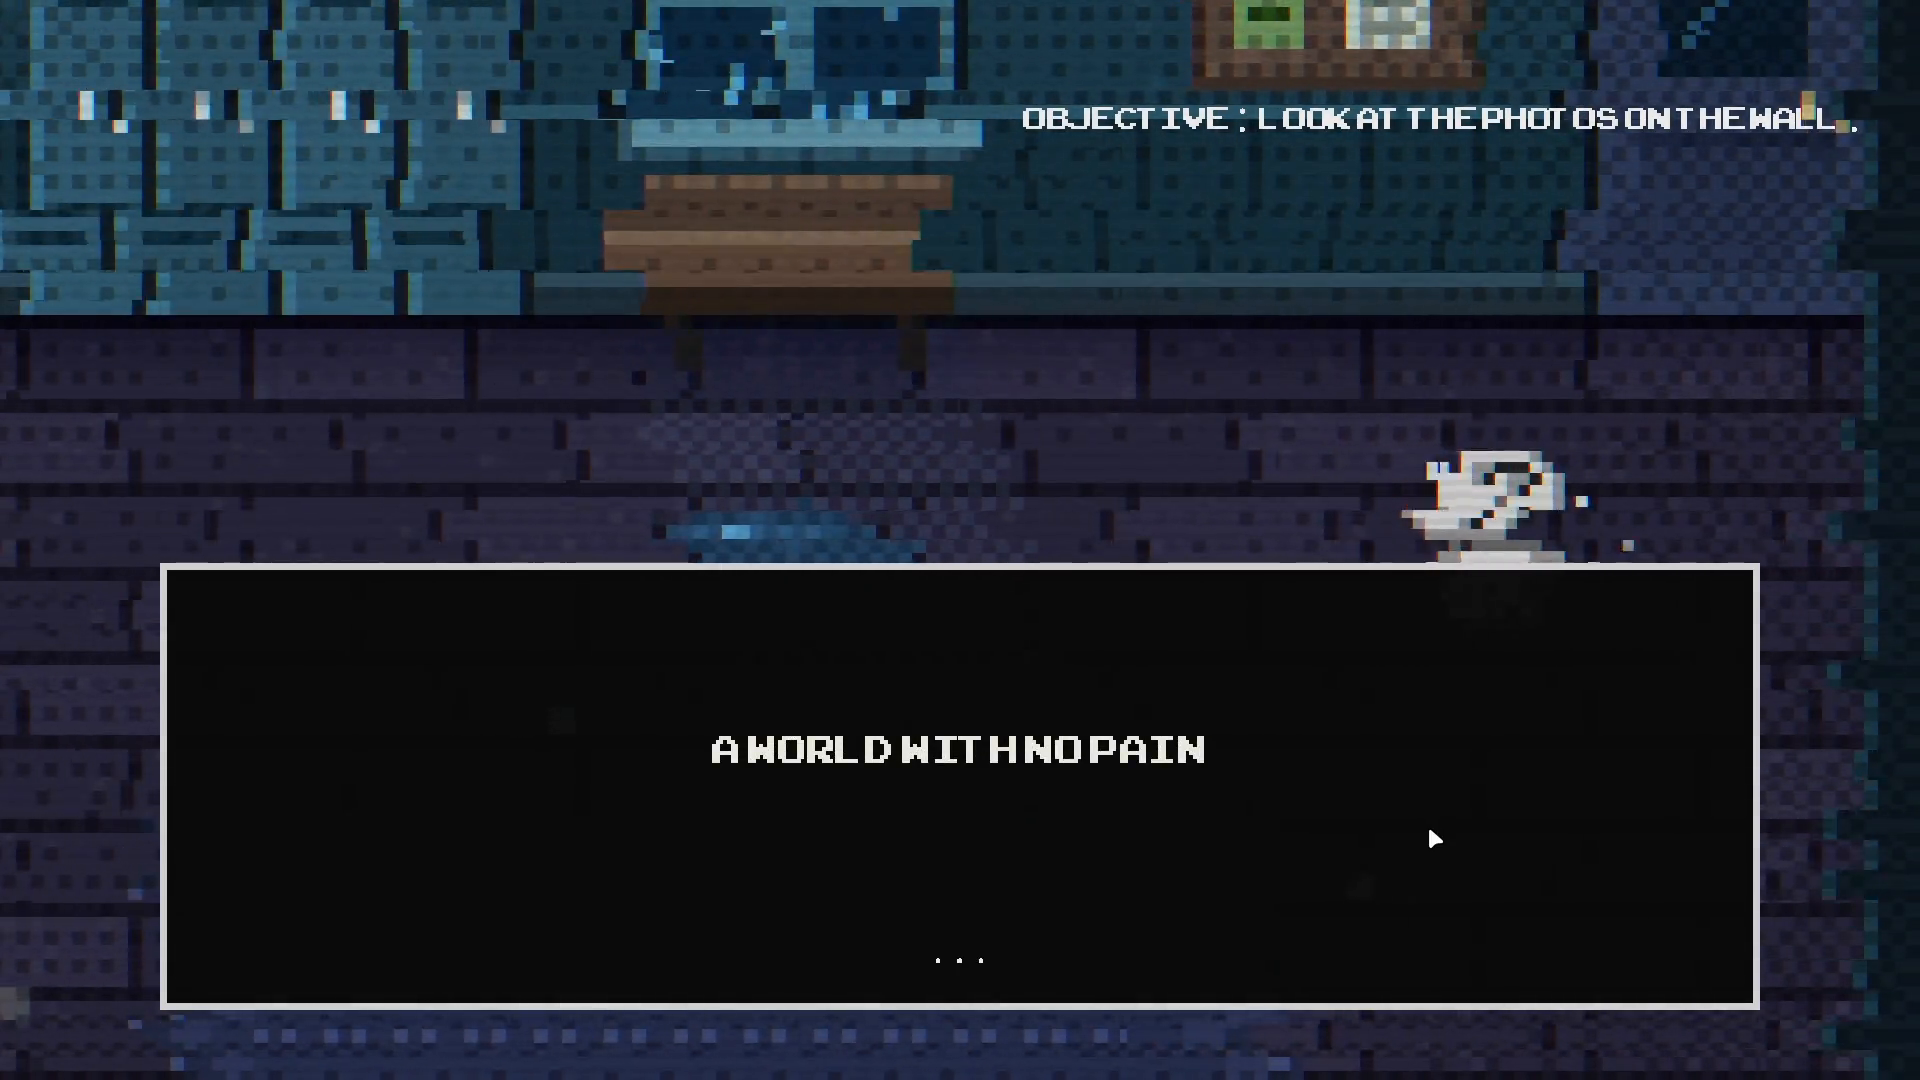 OBJECTIVE: LOOK AT THE PHOTOS ON THE WALL.
A WORLD WITH NO PAIN
...